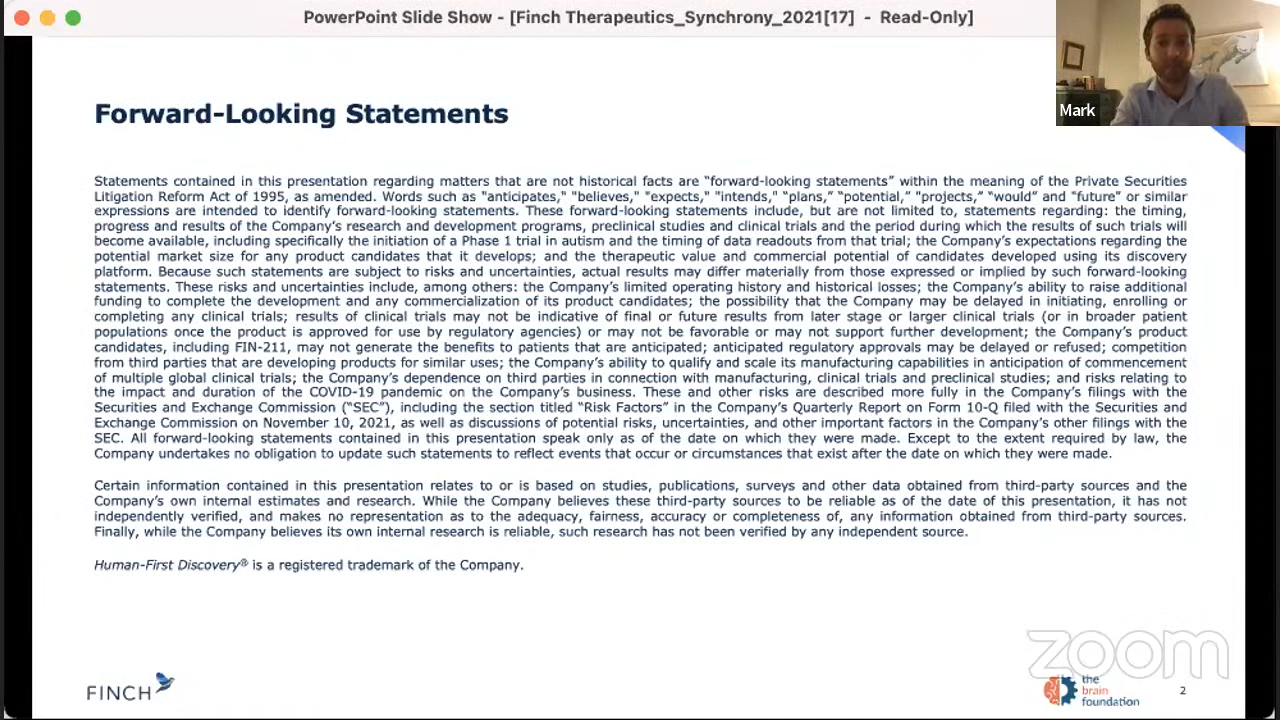 PowerPoint Slide Show - [Finch Therapeutics_Synchrony_2021[17] - Read-Only]
Mark
Forward-Looking Statements
Statements contained in this presentation regarding matters that are not historical facts are “forward-looking statements” within the meaning of the Private Securities
Litigation Reform Act of 1995, as amended. Words such as “anticipates,” "believes," “expects,” "intends," “plans,” “potential,” “projects,” “would” and “future” or similar
expressions are intended to identify forward-looking statements. These forward-looking statements include, but are not limited to, statements regarding: the timing,
progress and results of the Company’s research and development programs, preclinical studies and clinical trials and the period during which the results of such trials will
become available, including specifically the initiation of a Phase 1 trial in autism and the timing of data readouts from that trial; the Company’s expectations regarding the
potential market size for any product candidates that it develops; and the therapeutic value and commercial potential of candidates developed using its discovery
platform. Because such statements are subject to risks and uncertainties, actual results may differ materially from those expressed or implied by such forward-looking
statements. These risks and uncertainties include, among others: the Company’s limited operating history and historical losses; the Company’s ability to raise additional
funding to complete the development and any commercialization of its product candidates; the possibility that the Company may be delayed in initiating, enrolling or
completing any clinical trials; results of clinical trials may not be indicative of final or future results from later stage or larger clinical trials (or in broader patient
populations once the product is approved for use by regulatory agencies) or may not be favorable or may not support further development; the Company’s product
candidates, including FIN-211, may not generate the benefits to patients that are anticipated; anticipated regulatory approvals may be delayed or refused; competition
from third parties that are developing products for similar uses; the Company’s ability to qualify and scale its manufacturing capabilities in anticipation of commencement
of multiple global clinical trials; the Company’s dependence on third parties in connection with manufacturing, clinical trials and preclinical studies; and risks relating to
the impact and duration of the COVID-19 pandemic on the Company’s business. These and other risks are described more fully in the Company’s filings with the
Securities and Exchange Commission (“SEC”), including the section titled “Risk Factors” in the Company’s Quarterly Report on Form 10-Q filed with the Securities and
Exchange Commission on November 10, 2021, as well as discussions of potential risks, uncertainties, and other important factors in the Company’s other filings with the
SEC. All forward-looking statements contained in this presentation speak only as of the date on which they were made. Except to the extent required by law, the
Company undertakes no obligation to update such statements to reflect events that occur or circumstances that exist after the date on which they were made.
Certain information contained in this presentation relates to or is based on studies, publications, surveys and other data obtained from third-party sources and the
Company’s own internal estimates and research. While the Company believes these third-party sources to be reliable as of the date of this presentation, it has not
independently verified, and makes no representation as to the adequacy, fairness, accuracy or completeness of, any information obtained from third-party sources.
Finally, while the Company believes its own internal research is reliable, such research has not been verified by any independent source.
Human-First Discovery® is a registered trademark of the Company.
zoom
FINCH
the
brain
foundation
2